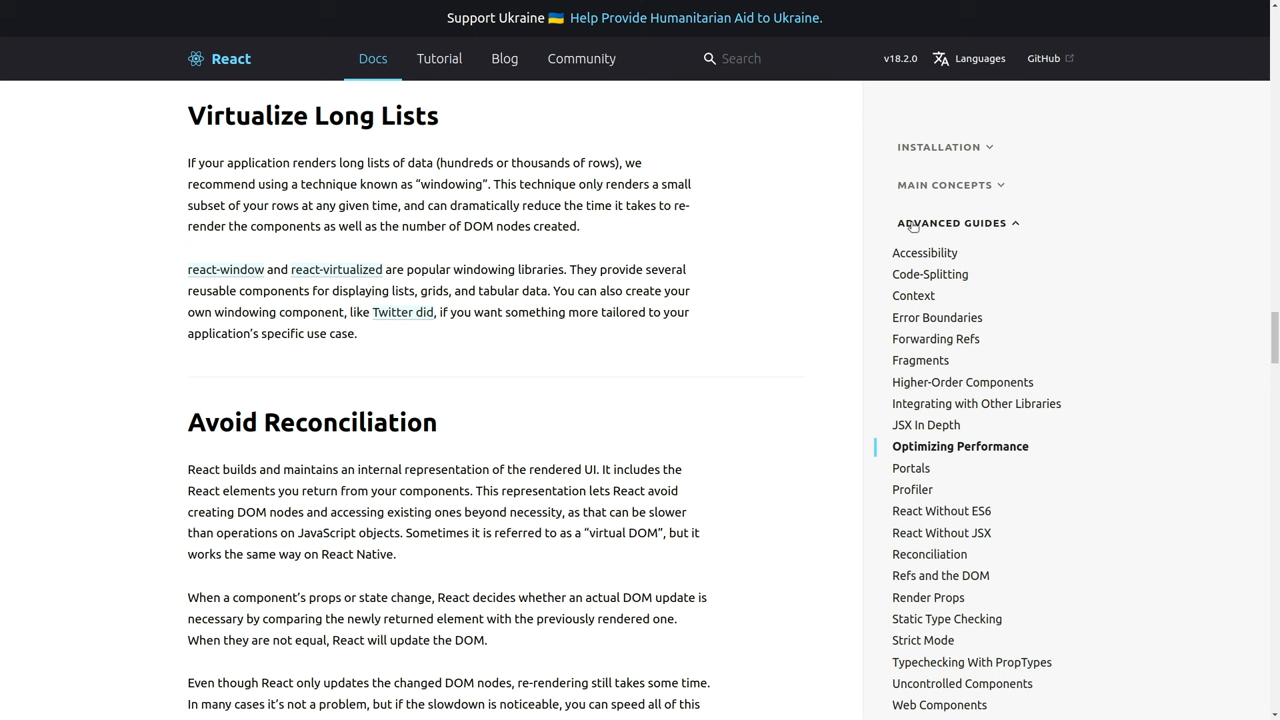 Support Ukraine 🇺🇦 Help Provide Humanitarian Aid to Ukraine.
React
Docs
Tutorial
Blog
Community
Search
v18.2.0
Languages
GitHub
Virtualize Long Lists
If your application renders long lists of data (hundreds or thousands of rows), we
recommend using a technique known as “windowing”. This technique only renders a small
subset of your rows at any given time, and can dramatically reduce the time it takes to re-
render the components as well as the number of DOM nodes created.
react-window and react-virtualized are popular windowing libraries. They provide several
reusable components for displaying lists, grids, and tabular data. You can also create your
own windowing component, like Twitter did, if you want something more tailored to your
application’s specific use case.
Avoid Reconciliation
React builds and maintains an internal representation of the rendered UI. It includes the
React elements you return from your components. This representation lets React avoid
creating DOM nodes and accessing existing ones beyond necessity, as that can be slower
than operations on JavaScript objects. Sometimes it is referred to as a “virtual DOM”, but it
works the same way on React Native.
When a component’s props or state change, React decides whether an actual DOM update is
necessary by comparing the newly returned element with the previously rendered one.
When they are not equal, React will update the DOM.
Even though React only updates the changed DOM nodes, re-rendering still takes some time.
In many cases it’s not a problem, but if the slowdown is noticeable, you can speed all of this
INSTALLATION
MAIN CONCEPTS
ADVANCED GUIDES
Accessibility
Code-Splitting
Context
Error Boundaries
Forwarding Refs
Fragments
Higher-Order Components
Integrating with Other Libraries
JSX In Depth
Optimizing Performance
Portals
Profiler
React Without ES6
React Without JSX
Reconciliation
Refs and the DOM
Render Props
Static Type Checking
Strict Mode
Typechecking With PropTypes
Uncontrolled Components
Web Components